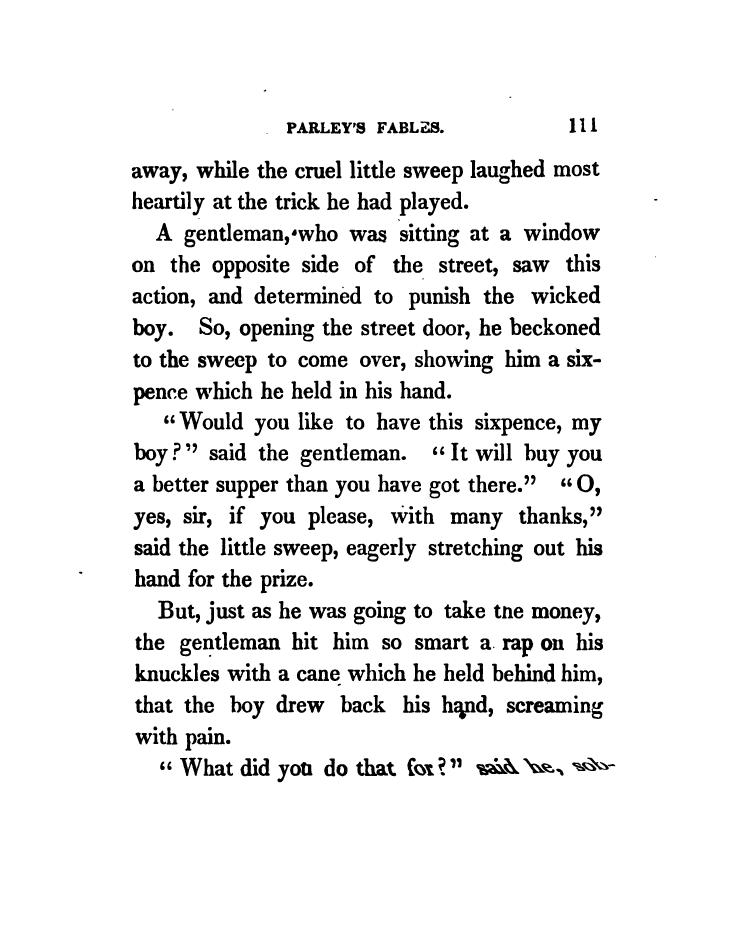 PARLEY'S FABLES. 111
away, while the cruel little sweep laughed most
heartily at the trick he had played.
A gentleman, who was sitting at a window
on the opposite side of the street, saw this
action, and determined to punish the wicked
boy. So, opening the street door, he beckoned
to the sweep to come over, showing him a six-
pence which he held in his hand.
"Would you like to have this sixpence, my
boy?" said the gentleman. "It will buy you
a better supper than you have got there." "O,
yes, sir, if you please, with many thanks,"
said the little sweep, eagerly stretching out his
hand for the prize.
But, just as he was going to take tne money,
the gentleman hit him so smart a rap on his
knuckles with a cane which he held behind him,
that the boy drew back his hand, screaming
with pain.
"What did you do that for?" said he, sob-